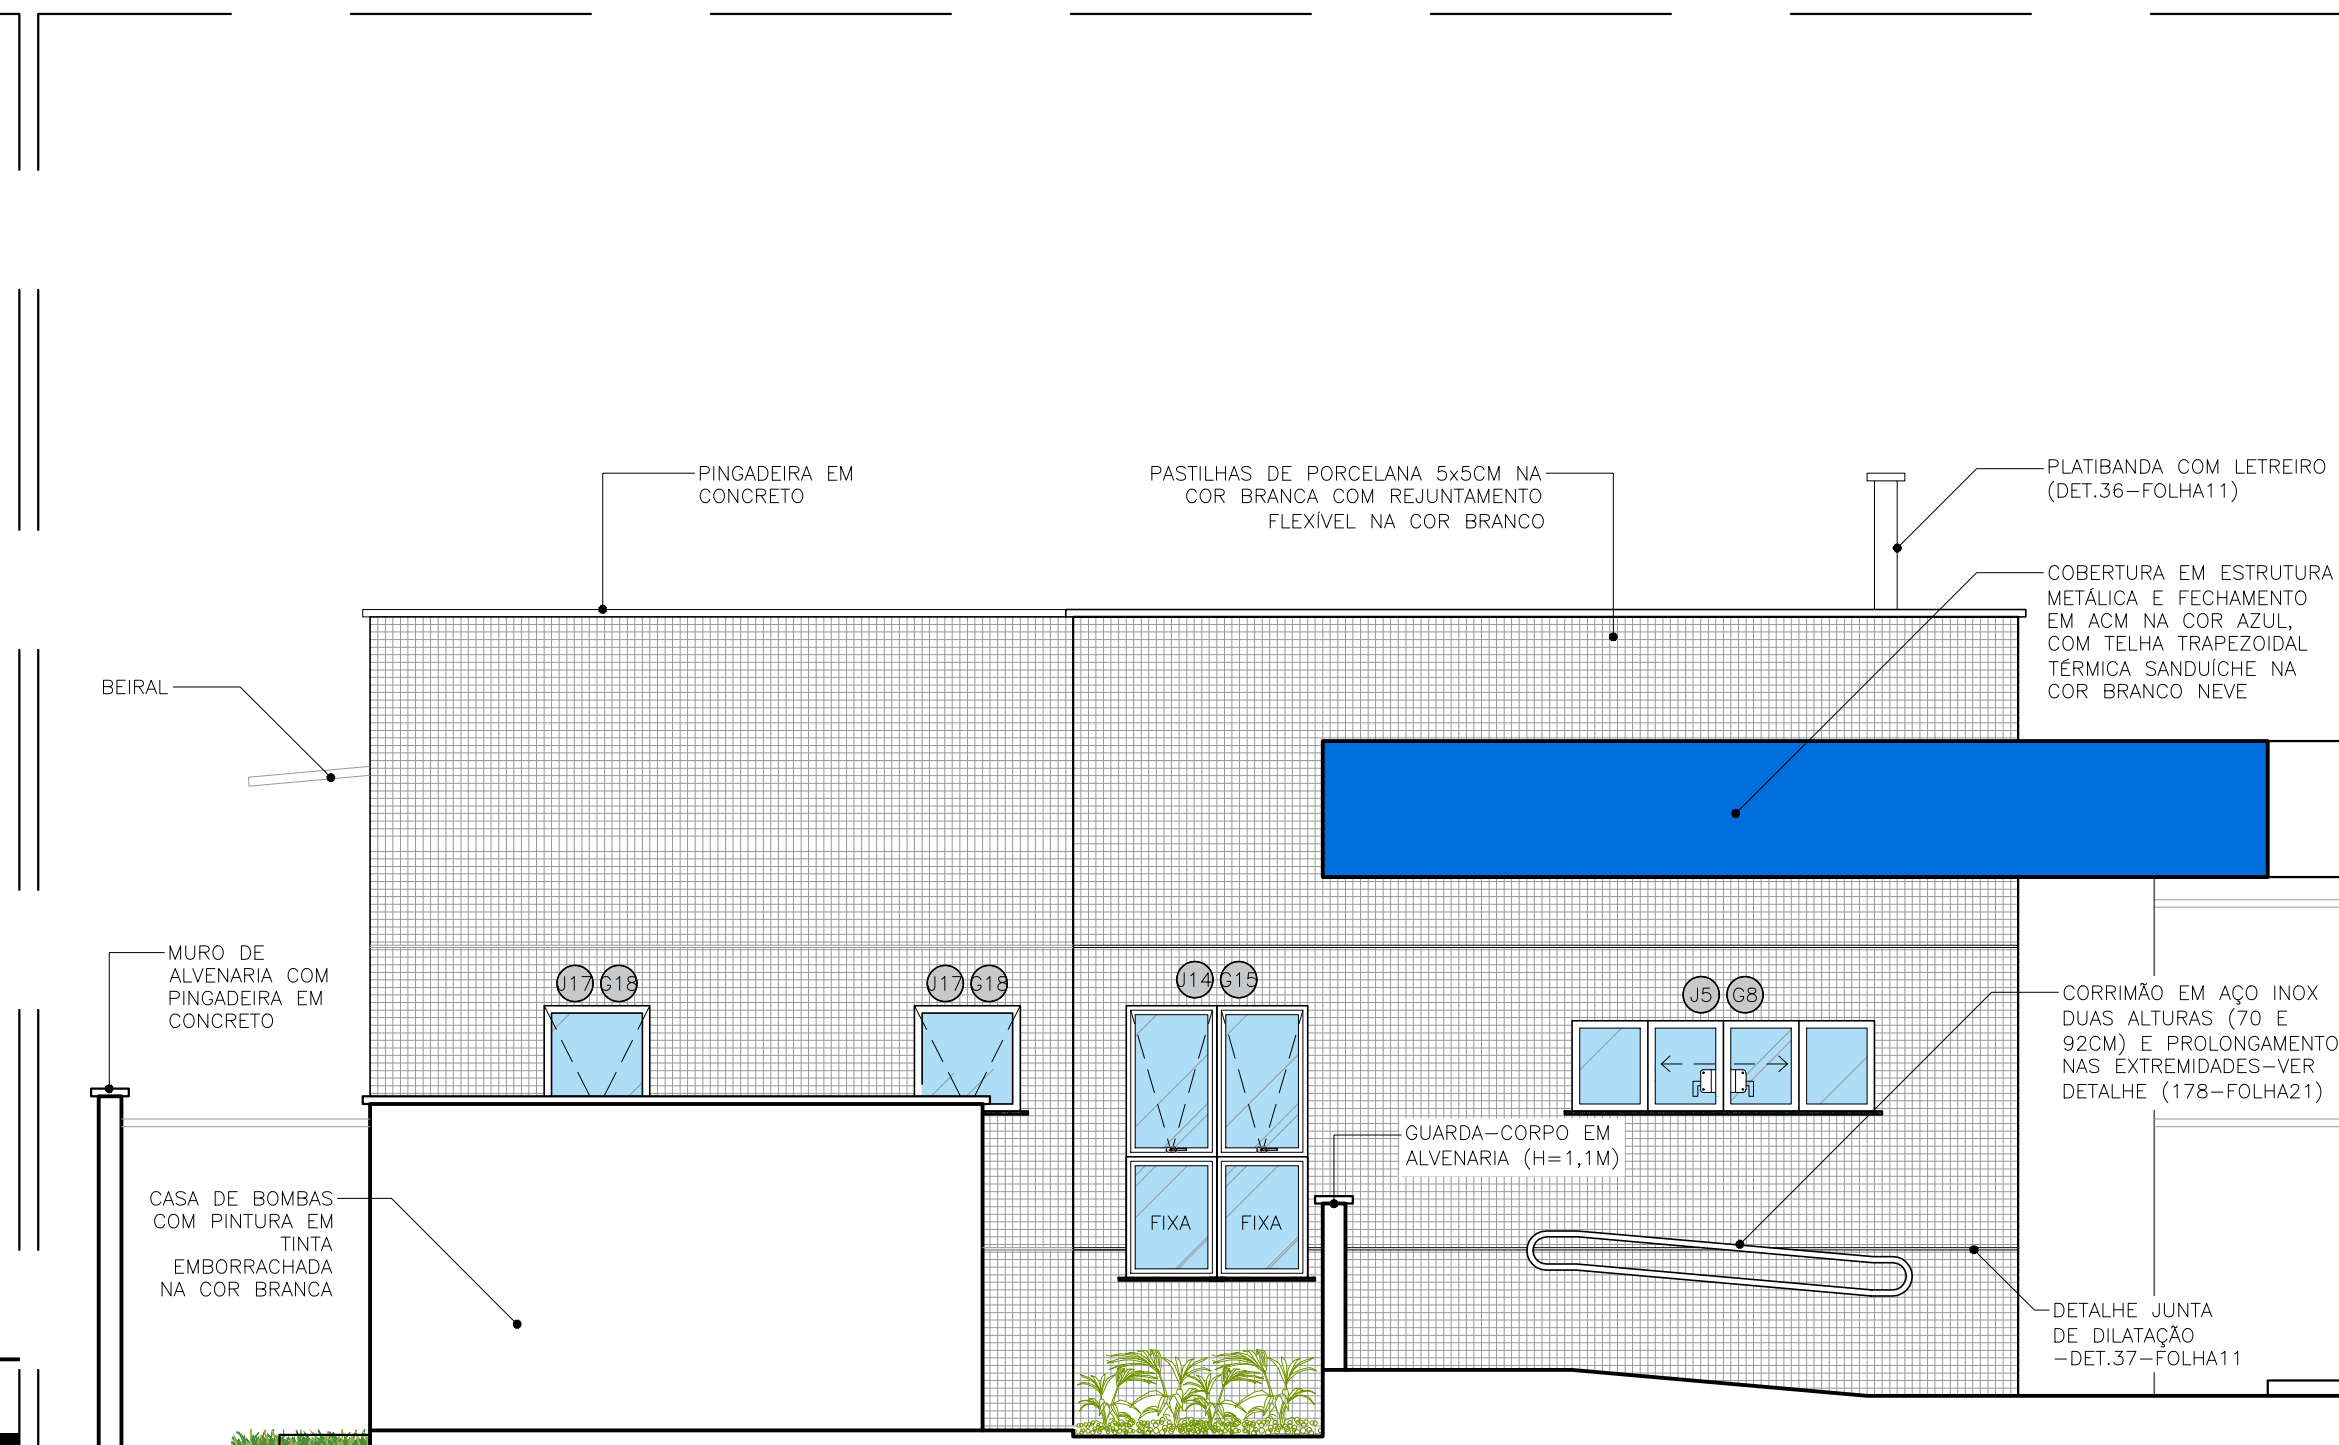 PINGADEIRA EM
CONCRETO
PASTILHAS DE PORCELANA 5x5CM NA
COR BRANCA COM REJUNTAMENTO
FLEXÍVEL NA COR BRANCO
PLATIBANDA COM LETREIRO
(DET.36-FOLHA11)
COBERTURA EM ESTRUTURA
METÁLICA E FECHAMENTO
EM ACM NA COR AZUL,
COM TELHA TRAPEZOIDAL
TÉRMICA SANDUÍCHE NA
COR BRANCO NEVE
BEIRAL
MURO DE
ALVENARIA COM
PINGADEIRA EM
CONCRETO
J17 G18
J17 G18
J14 G15
J5 G8
CORRIMÃO EM AÇO INOX
DUAS ALTURAS (70 E
92CM) E PROLONGAMENTO
NAS EXTREMIDADES-VER
DETALHE (178-FOLHA21)
GUARDA-CORPO EM
ALVENARIA (H=1,1M)
CASA DE BOMBAS
COM PINTURA EM
TINTA
EMBORRACHADA
NA COR BRANCA
FIXA FIXA
DETALHE JUNTA
DE DILATAÇÃO
-DET.37-FOLHA11